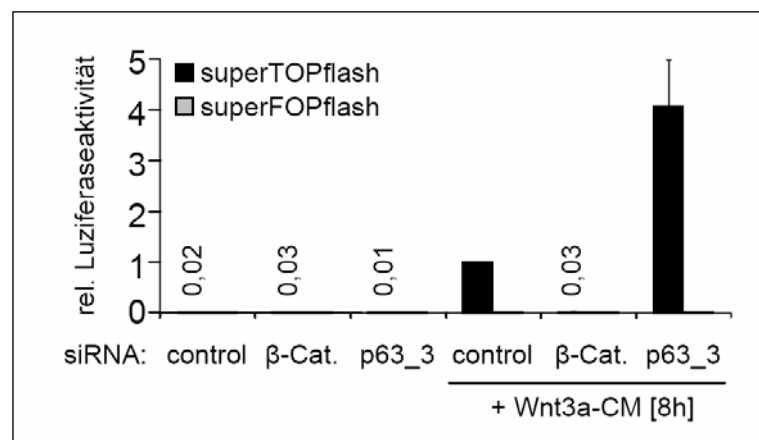 rel. Luziferaseaktivität
5
4
3
2
1
0
superTOPflash
superFOPflash
0,02
0,03
0,01
0,03
siRNA: control β-Cat. p63_3 control β-Cat. p63_3
+ Wnt3a-CM [8h]